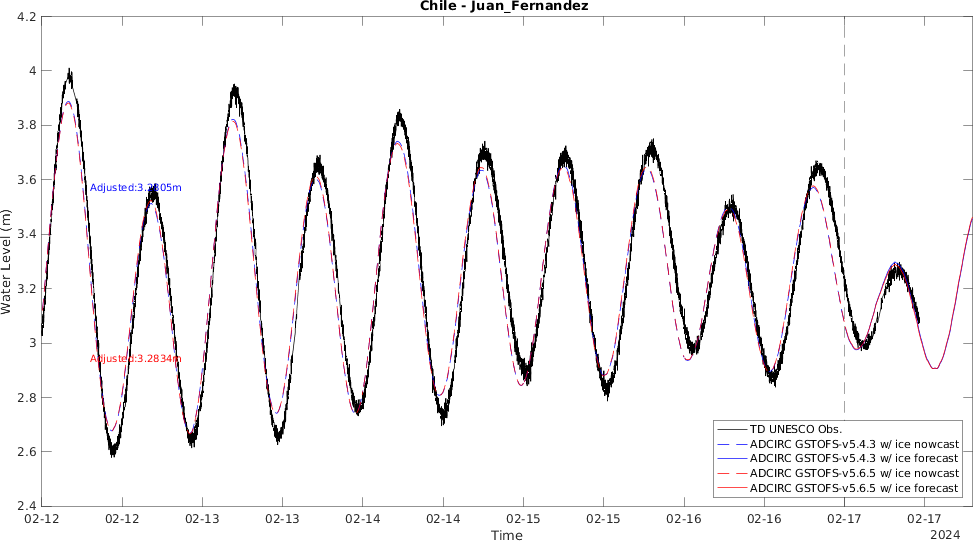 Chile - Juan_Fernandez
4.2
4
3.8
3.6
3.4
3.2
3
2.8
2.6
2.4
Water Level (m)
Adjusted:3.2805m
Adjusted:3.2834m
TD UNESCO Obs.
ADCIRC GSTOFS-v5.4.3 w/ ice nowcast
ADCIRC GSTOFS-v5.4.3 w/ ice forecast
ADCIRC GSTOFS-v5.6.5 w/ ice nowcast
ADCIRC GSTOFS-v5.6.5 w/ ice forecast
02-12 02-12 02-13 02-13 02-14 02-14 02-15 02-15 02-16 02-16 02-17 02-17
Time
2024